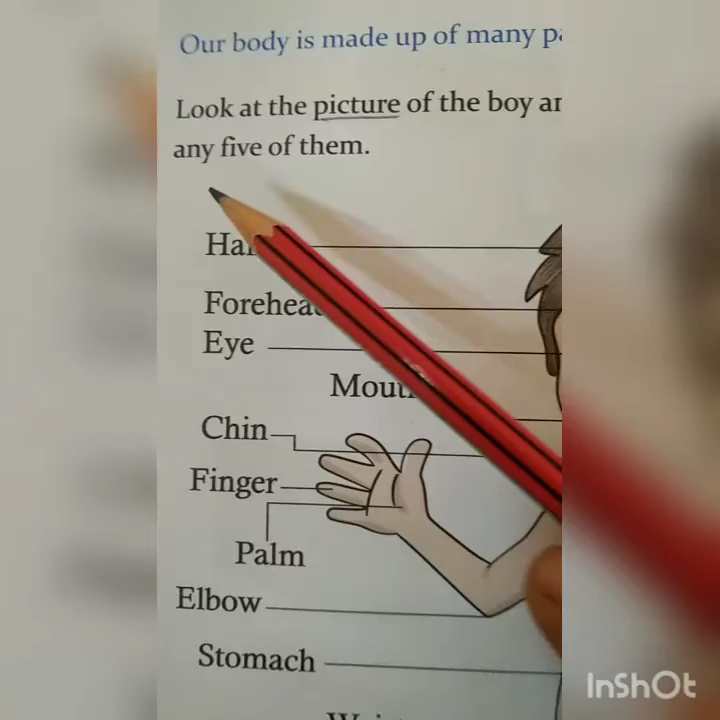 Our body is made up of many
Look at the picture of the boy
any five of them.
Eye
Chin
Finger
Palm
Elbow
Stomach
InShOt